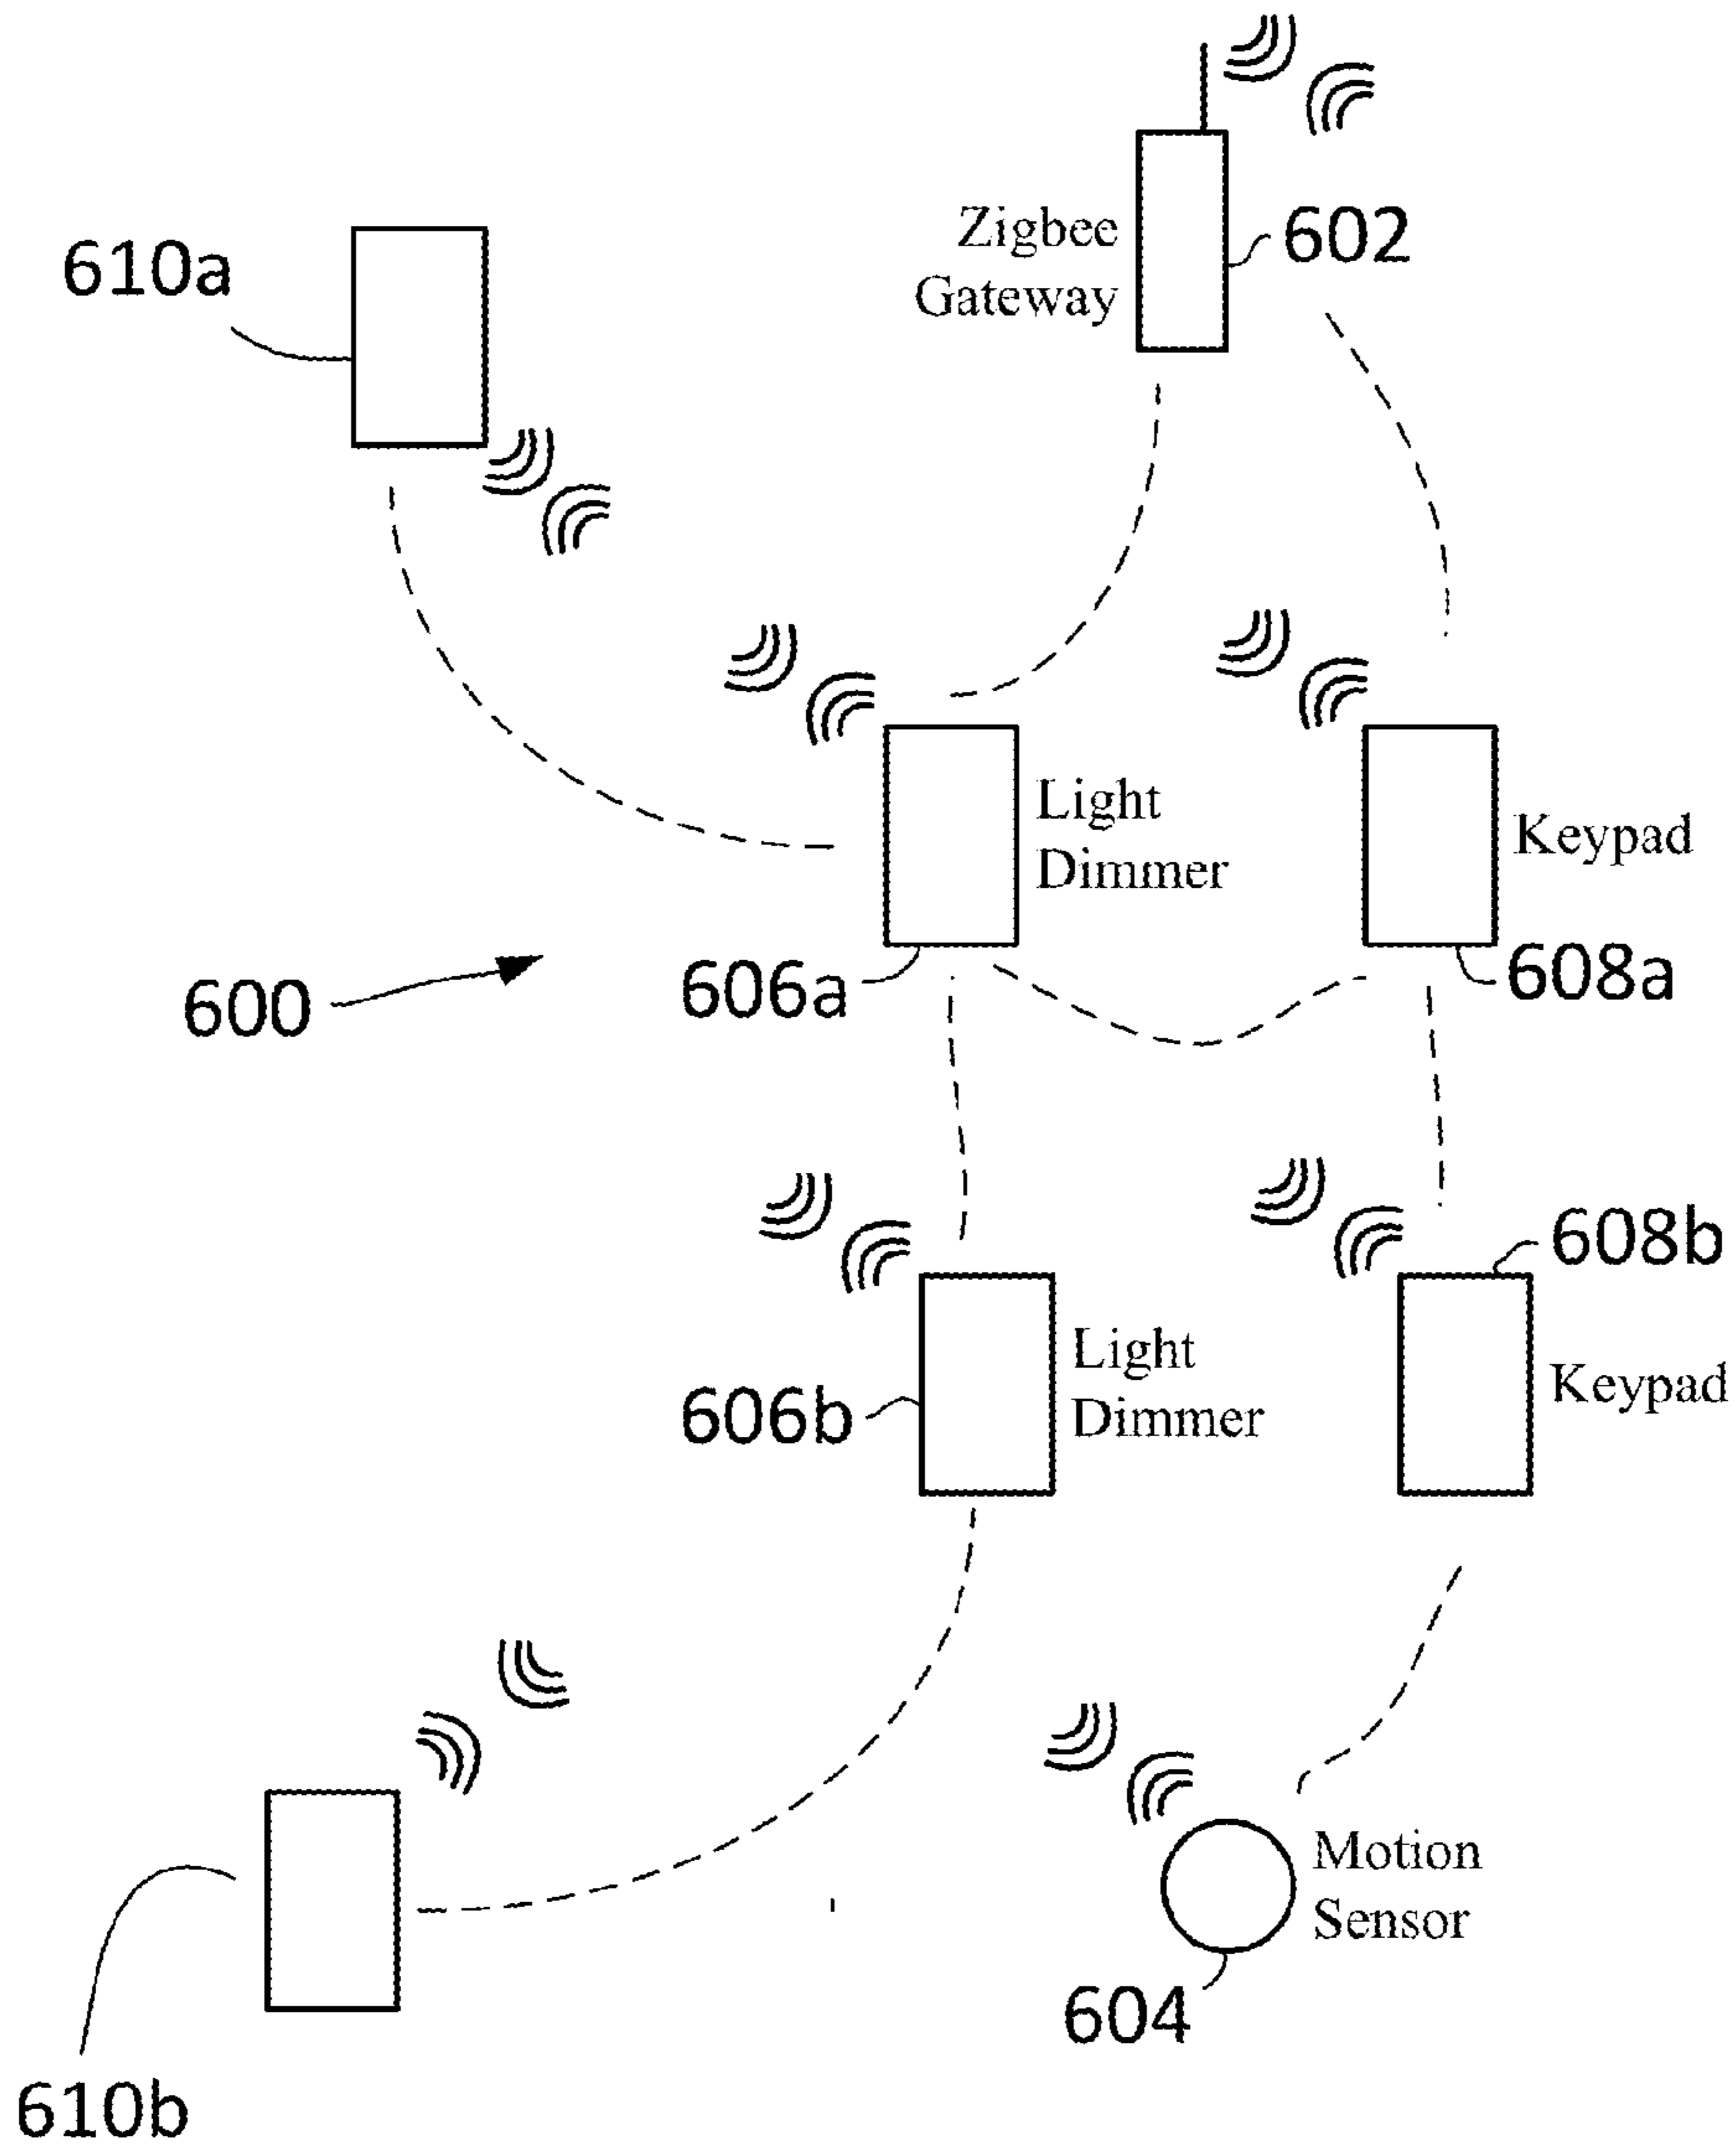 Zigbee
Gateway
602
610a
Light
Dimmer
Keypad
606a
608a
600
608b
Light
Dimmer
Keypad
606b
Motion
Sensor
604
610b